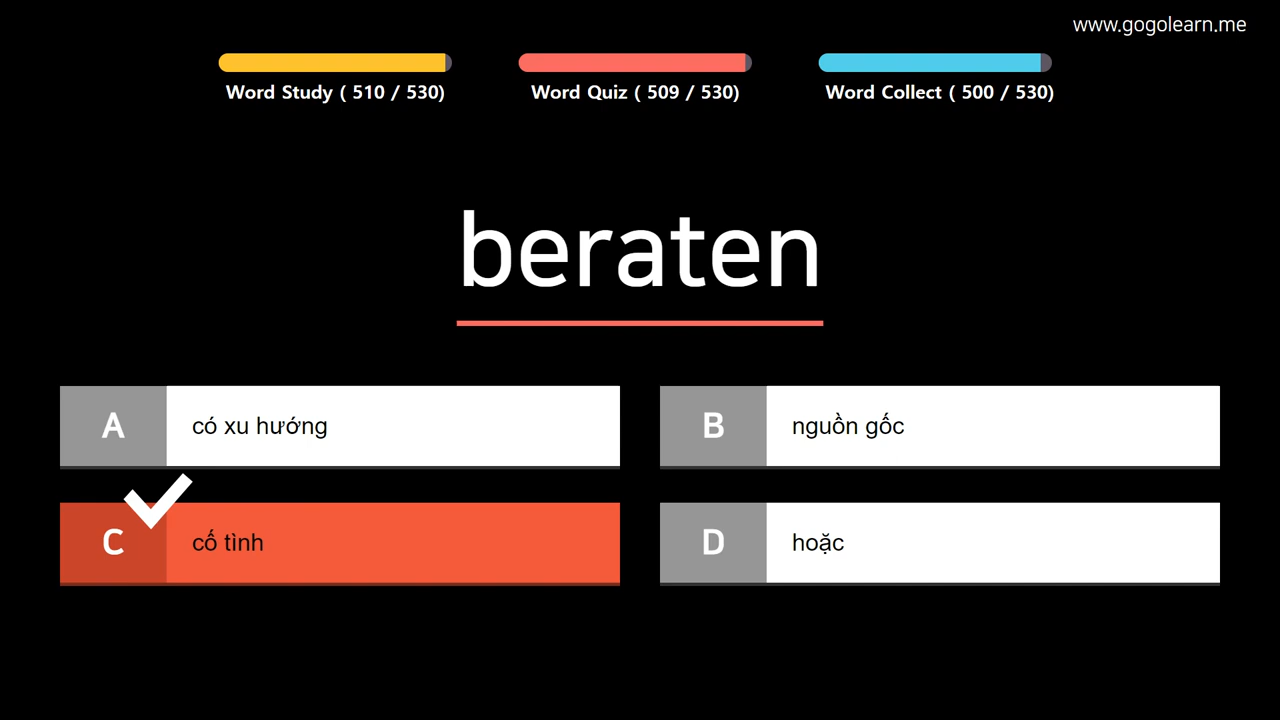 www.gogolearn.me
Word Study ( 510 / 530)
Word Quiz ( 509 / 530)
Word Collect ( 500 / 530)
beraten
A có xu hướng
B nguồn gốc
C cố tình
D hoặc